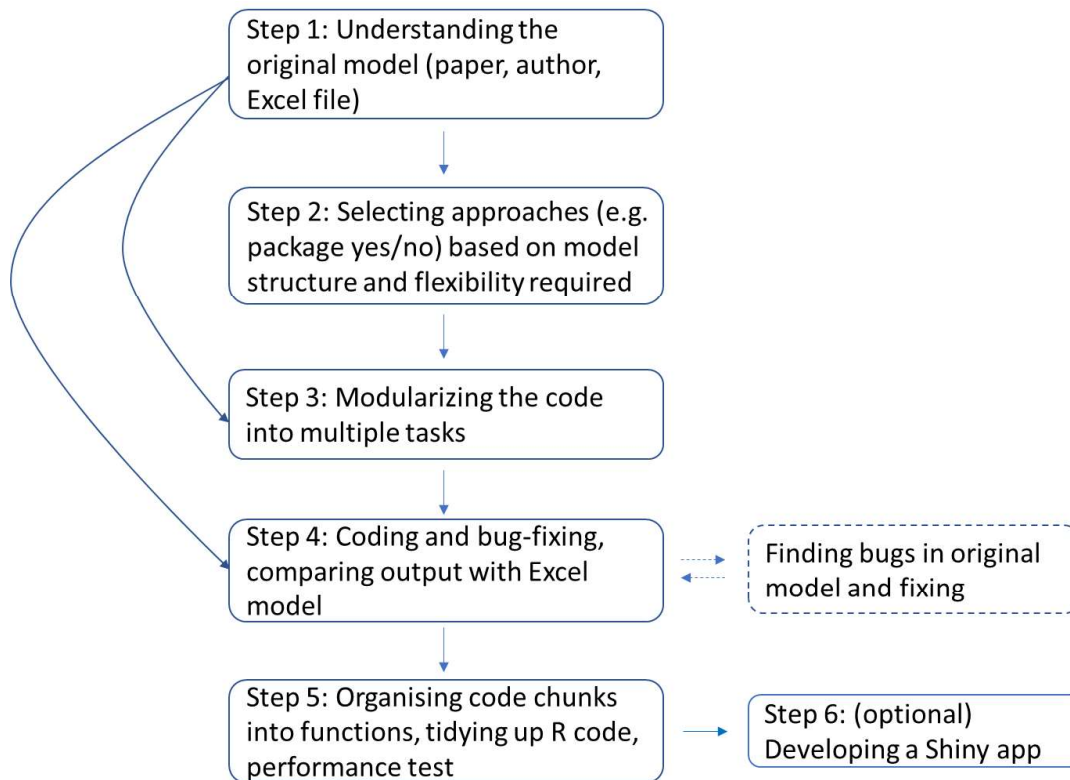 Step 1: Understanding the
original model (paper, author,
Excel file)
Step 2: Selecting approaches (e.g.
package yes/no) based on model
structure and flexibility required
Step 3: Modularizing the code
into multiple tasks
Step 4: Coding and bug-fixing,
comparing output with Excel
model
Finding bugs in original
model and fixing
Step 5: Organising code chunks
into functions, tidying up R code,
performance test
Step 6: (optional)
Developing a Shiny app